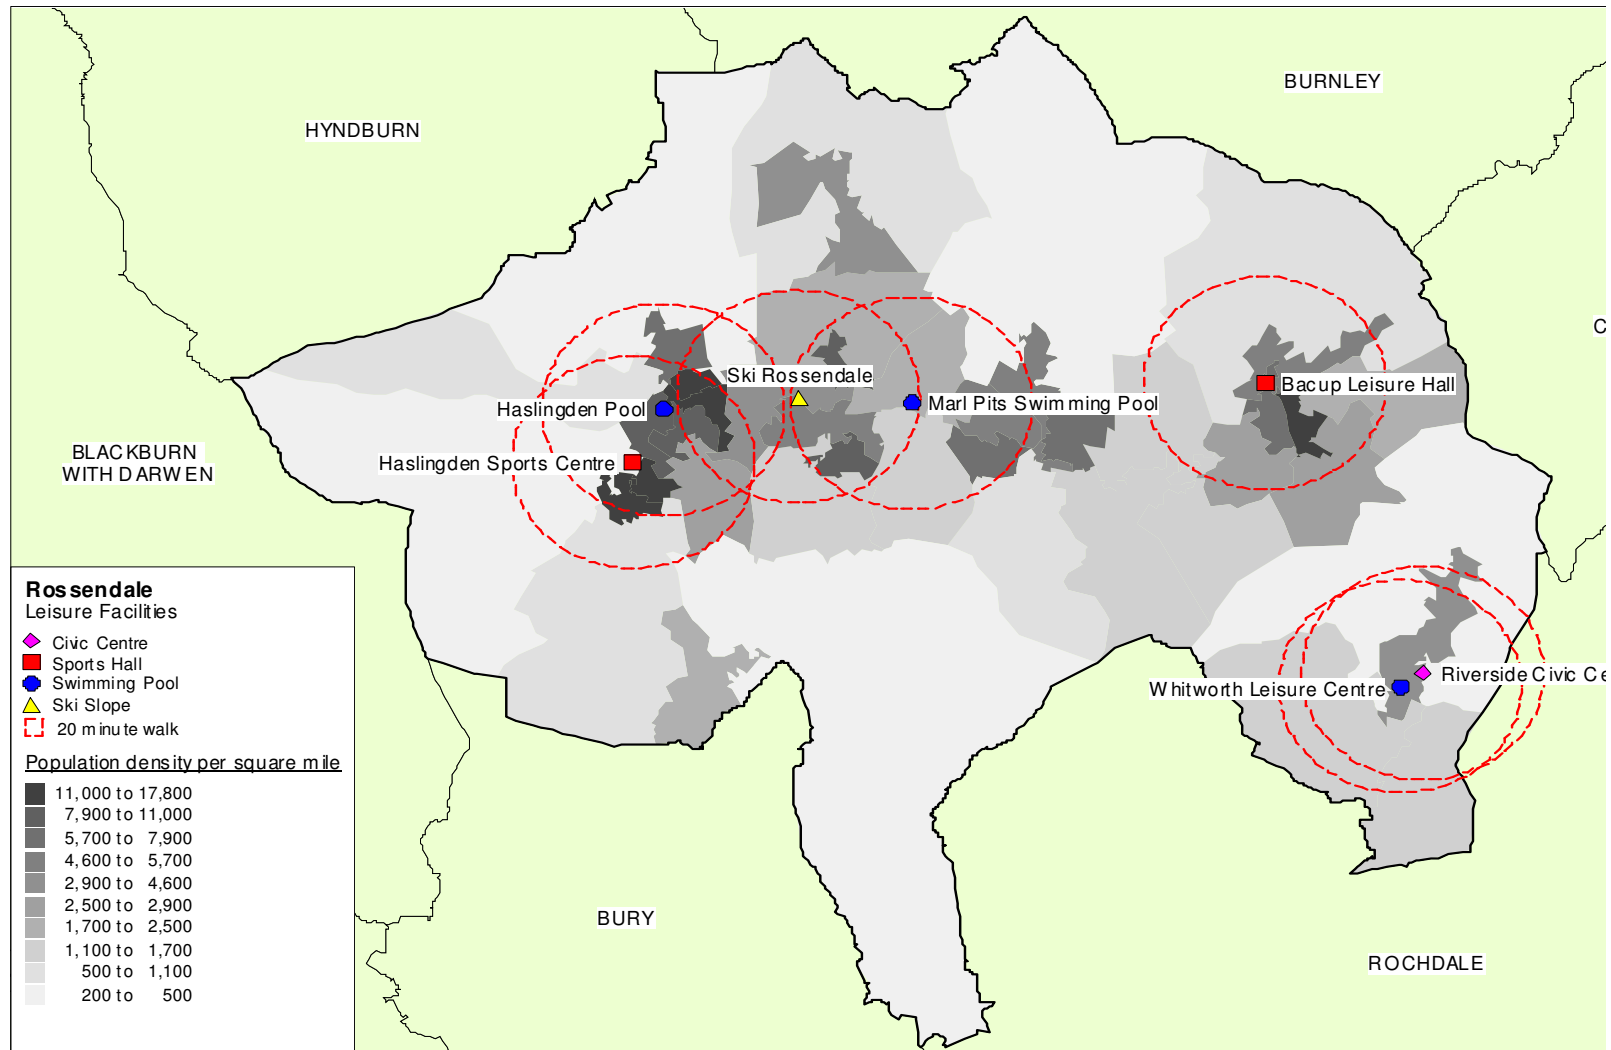 BURNLEY
HYNDBURN
C
Ski Rossendale
Bacup Leisure Hall
Haslingden Pool
Marl Pits Swimming Pool
BLACKBURN
WITH DARWEN
Haslingden Sports Centre
Rossendale
Leisure Facilities
Civic Centre
Sports Hall
Swimming Pool
Ski Slope
20 minute walk
Riverside Civic Ce
Whitworth Leisure Centre
Population density per square mile
11,000 to 17,800
7,900 to 11,000
5,700 to 7,900
4,600 to 5,700
2,900 to 4,600
2,500 to 2,900
1,700 to 2,500
1,100 to 1,700
500 to 1,100
200 to 500
BURY
ROCHDALE